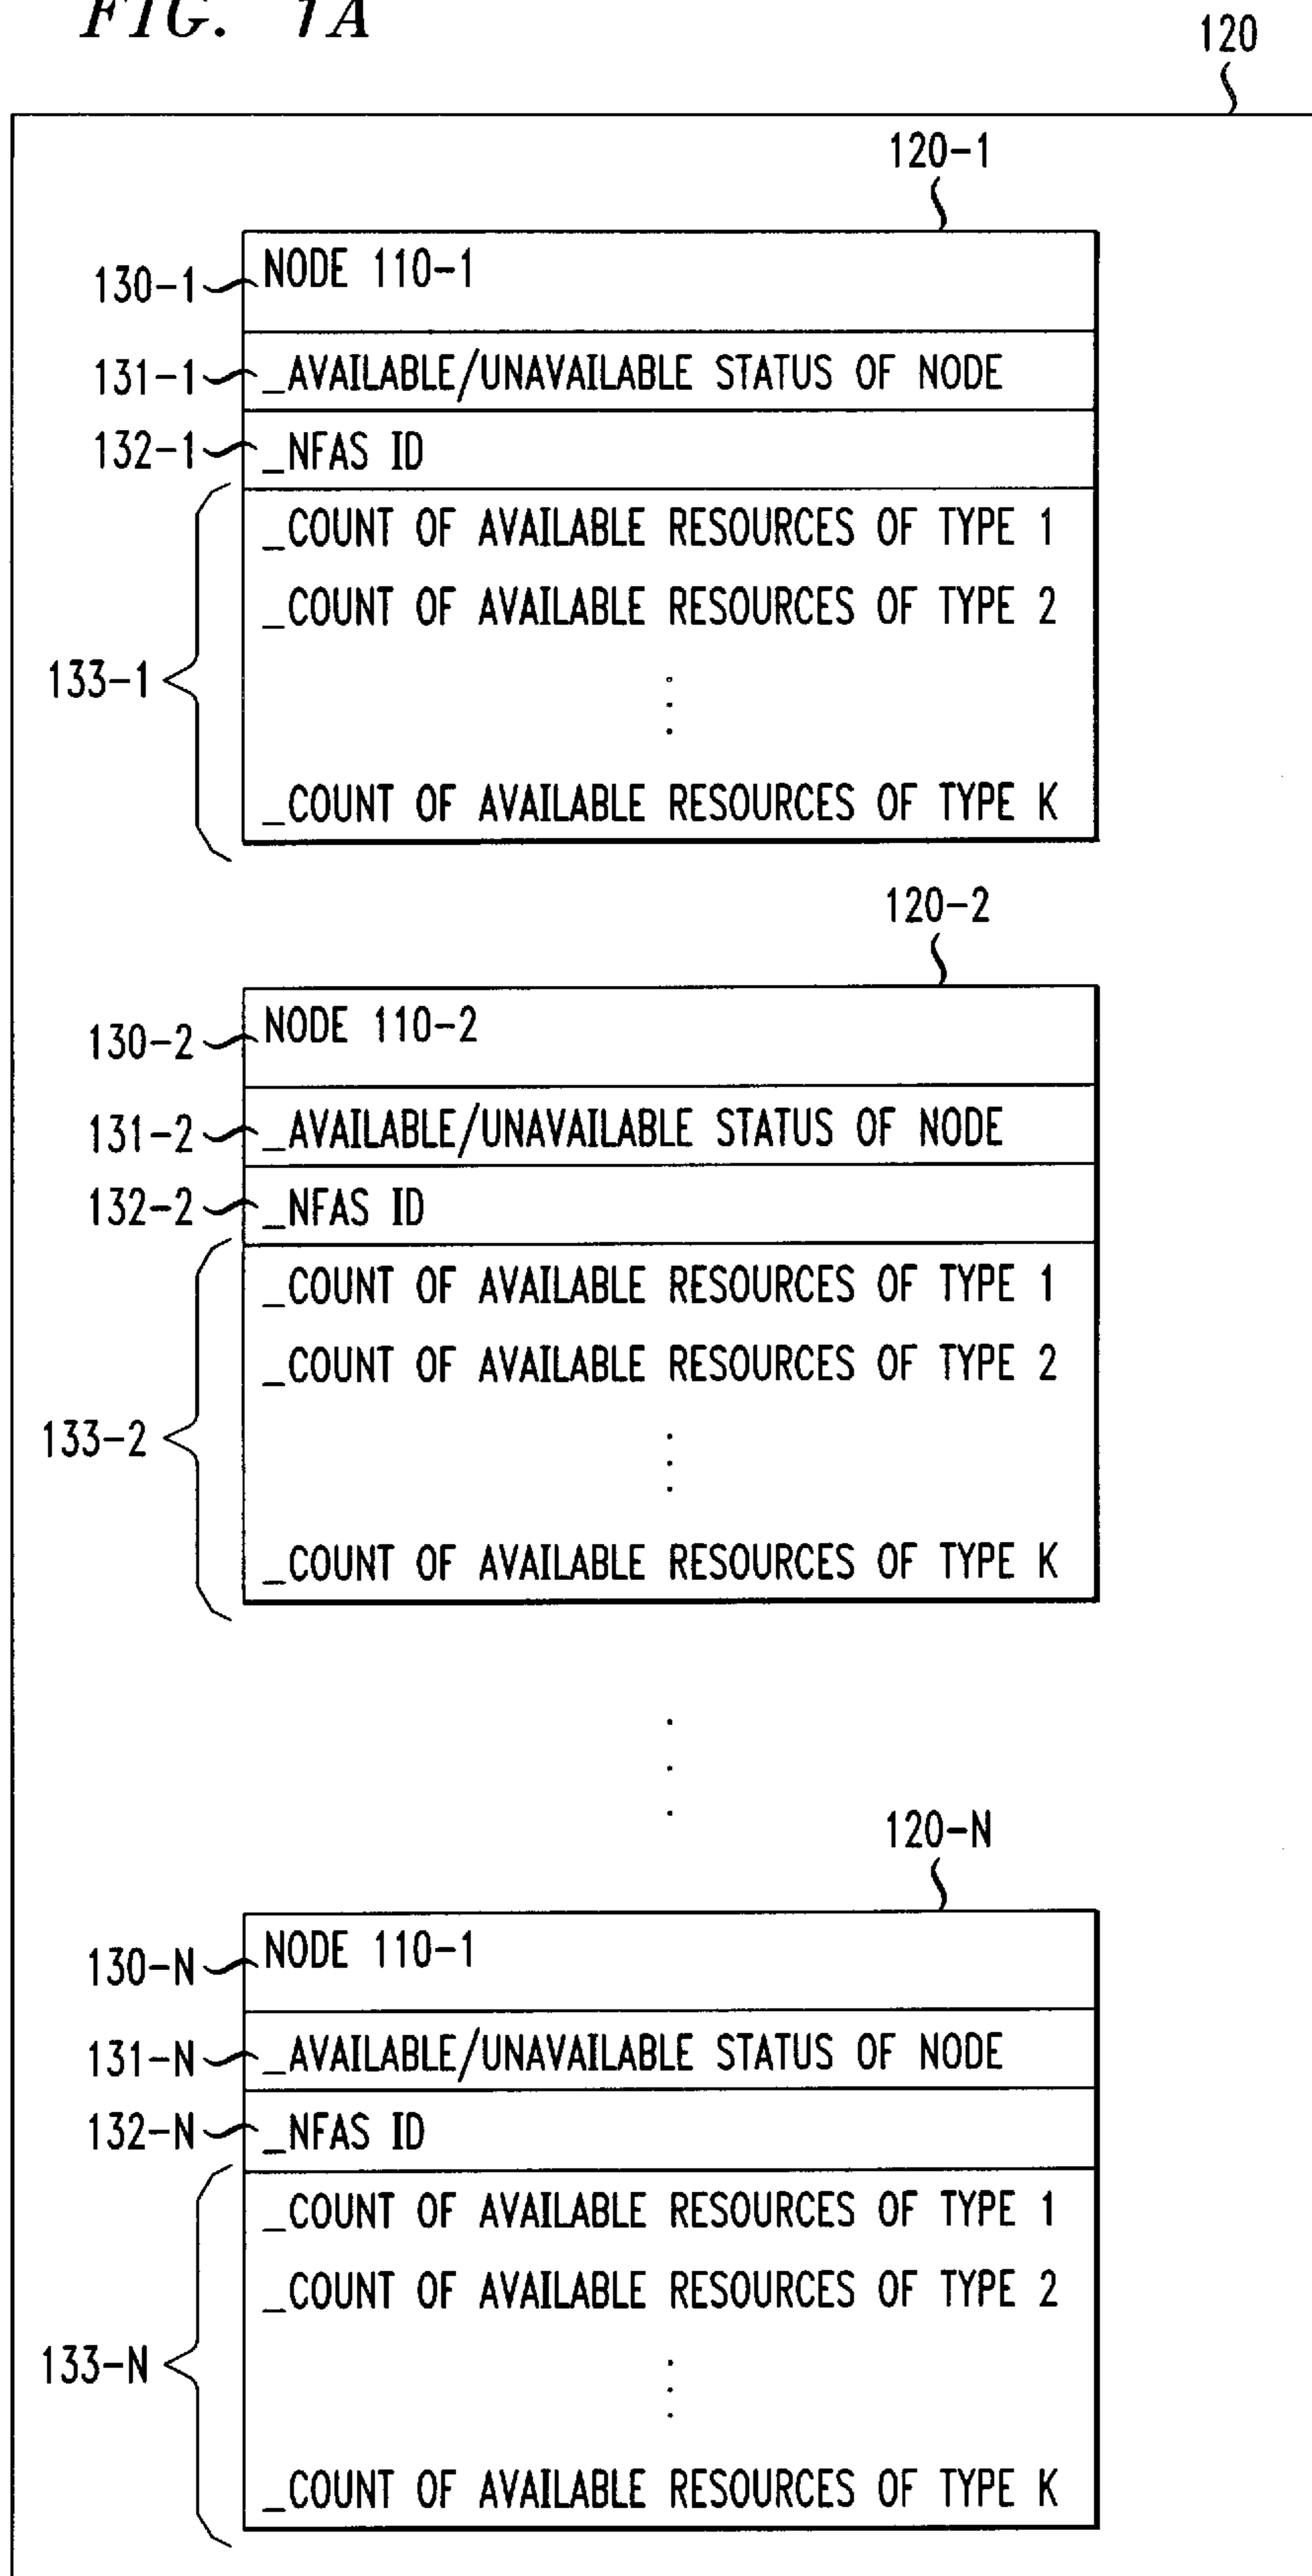 FIG. 1A
120
120-1
130-1 NODE 110-1
131-1 _AVAILABLE/UNAVAILABLE STATUS OF NODE
132-1 _NFAS ID
_COUNT OF AVAILABLE RESOURCES OF TYPE 1
_COUNT OF AVAILABLE RESOURCES OF TYPE 2
133-1
_COUNT OF AVAILABLE RESOURCES OF TYPE K
120-2
130-2 NODE 110-2
131-2 _AVAILABLE/UNAVAILABLE STATUS OF NODE
132-2 _NFAS ID
_COUNT OF AVAILABLE RESOURCES OF TYPE 1
_COUNT OF AVAILABLE RESOURCES OF TYPE 2
133-2
_COUNT OF AVAILABLE RESOURCES OF TYPE K
120-N
130-N NODE 110-1
131-N _AVAILABLE/UNAVAILABLE STATUS OF NODE
132-N _NFAS ID
_COUNT OF AVAILABLE RESOURCES OF TYPE 1
_COUNT OF AVAILABLE RESOURCES OF TYPE 2
133-N
_COUNT OF AVAILABLE RESOURCES OF TYPE K